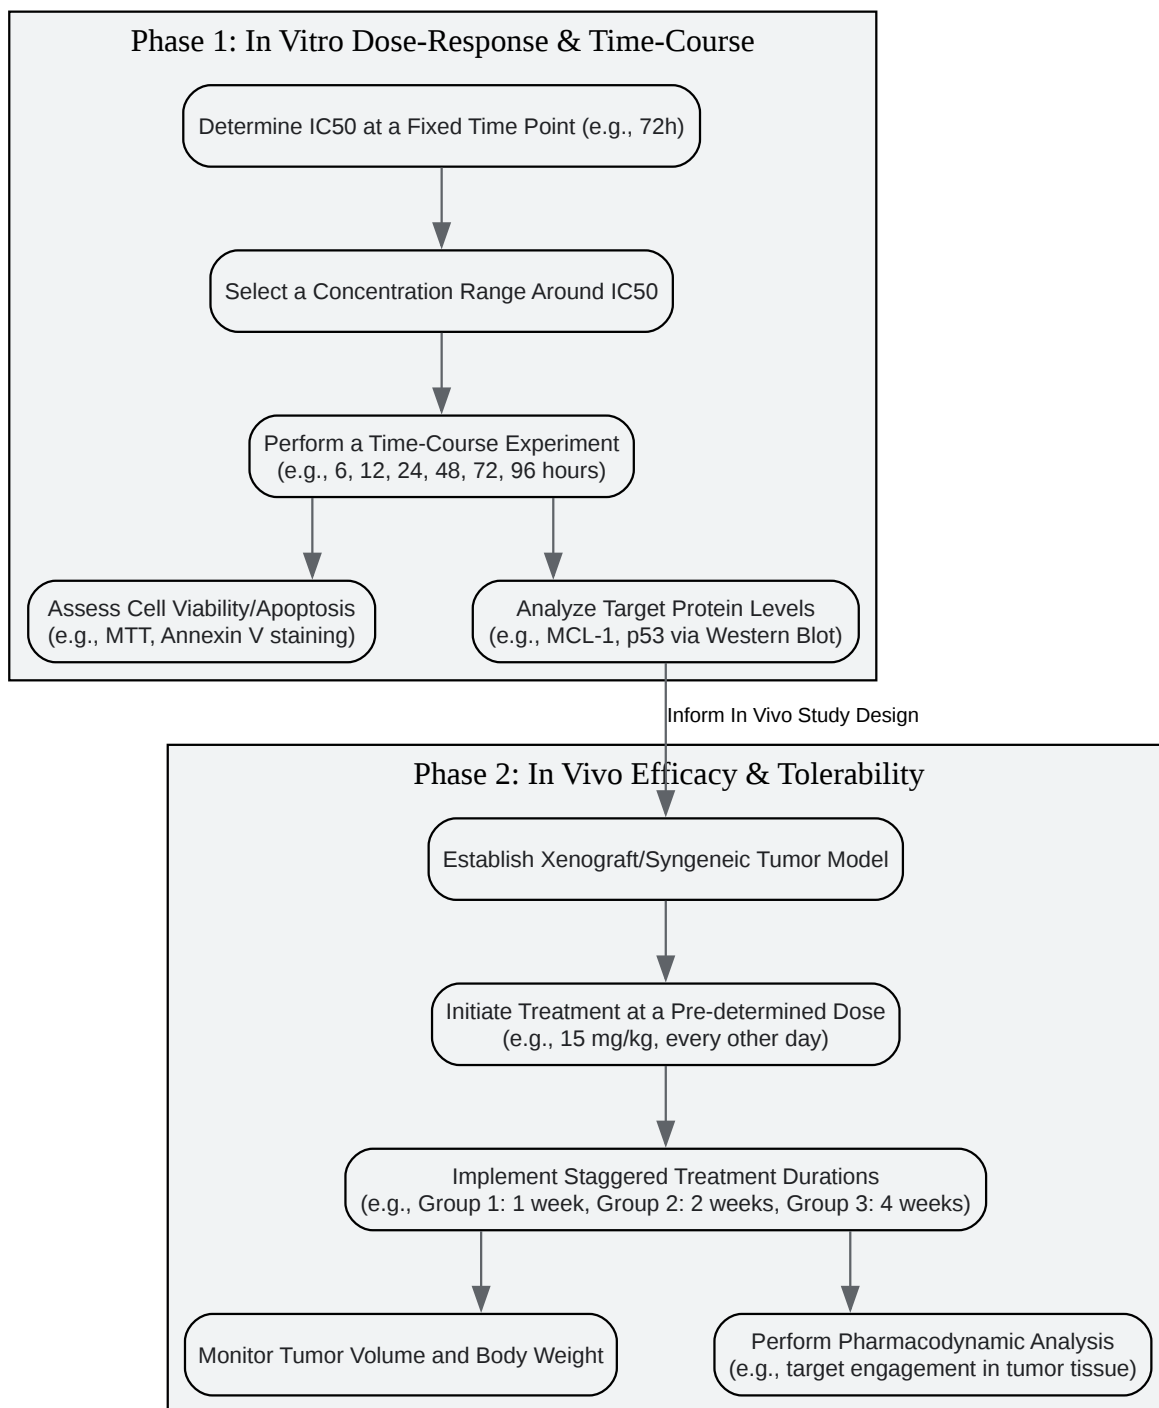 Phase 1: In Vitro Dose-Response & Time-Course
Determine IC50 at a Fixed Time Point (e.g., 72h)
Select a Concentration Range Around IC50
Perform a Time-Course Experiment
(e.g., 6, 12, 24, 48, 72, 96 hours)
Assess Cell Viability/Apoptosis
(e.g., MTT, Annexin V staining)
Analyze Target Protein Levels
(e.g., MCL-1, p53 via Western Blot)
Inform In Vivo Study Design
Phase 2: In Vivo Efficacy & Tolerability
Establish Xenograft/Syngeneic Tumor Model
Initiate Treatment at a Pre-determined Dose
(e.g., 15 mg/kg, every other day)
Implement Staggered Treatment Durations
(e.g., Group 1: 1 week, Group 2: 2 weeks, Group 3: 4 weeks)
Monitor Tumor Volume and Body Weight
Perform Pharmacodynamic Analysis
(e.g., target engagement in tumor tissue)